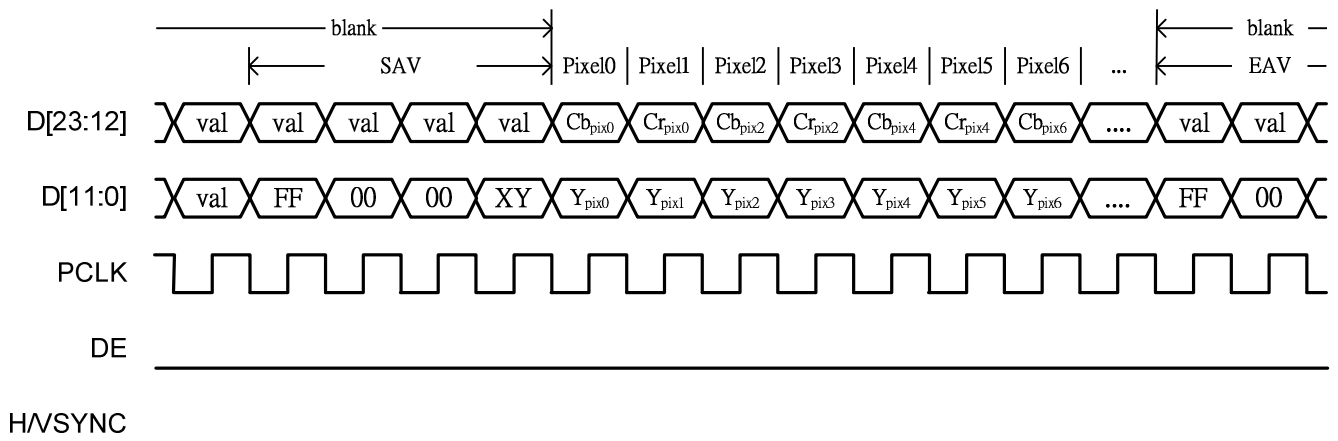 blank blank
SAV Pixel0 Pixel1 Pixel2 Pixel3 Pixel4 Pixel5 Pixel6 ... EAV
D[23:12] val val val val val Cbpix0 Crpix0 Cbpix2 Crpix2 Cbpix4 Crpix4 Cbpix6 .... val val
D[11:0] val FF 00 00 XY Ypix0 Ypix1 Ypix2 Ypix3 Ypix4 Ypix5 Ypix6 .... FF 00
PCLK
DE
H/VSYNC